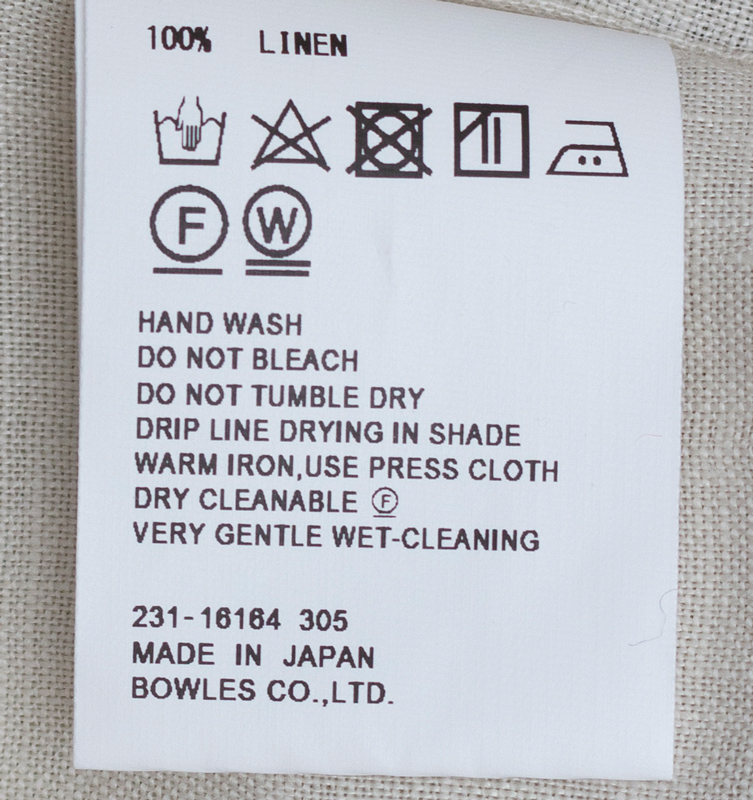 100% LINEN
F W
HAND WASH
DO NOT BLEACH
DO NOT TUMBLE DRY
DRIP LINE DRYING IN SHADE
WARM IRON,USE PRESS CLOTH
DRY CLEANABLE Ⓕ
VERY GENTLE WET-CLEANING
231-16164 305
MADE IN JAPAN
BOWLES CO.,LTD.